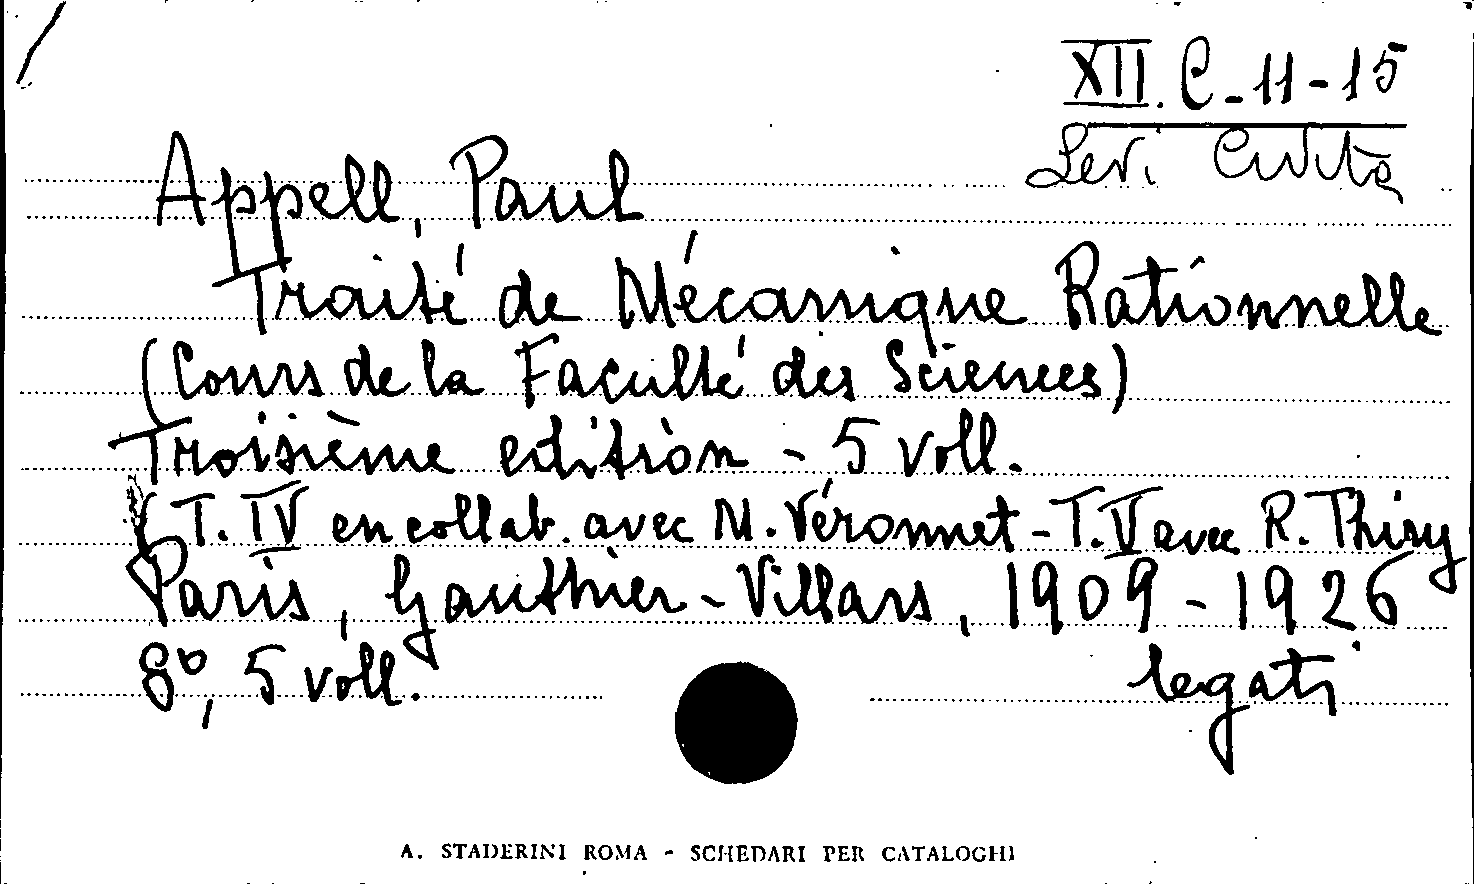 XII. C-11-15
Levi Civita
Appell, Paul
Traité de Mécanique Rationnelle
(Cours de la Faculté des Sciences)
Troisième edition - 5 voll.
(T. IV en collab. avec M. Véronnet - T. V avec R. Thiry
Paris, Gauthier-Villars, 1909-1926
8°, 5 voll.
legati
A. STADERINI ROMA - SCHEDARI PER CATALOGHI